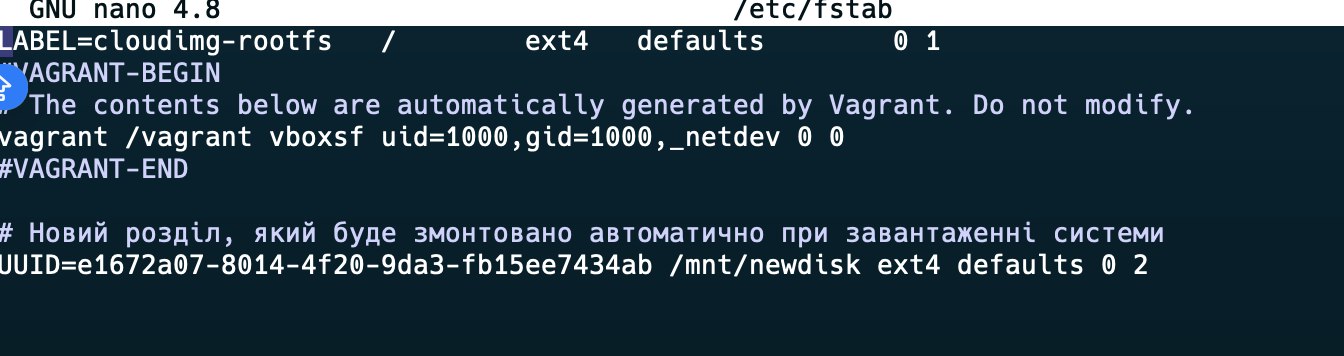 GNU nano 4.8 /etc/fstab
LABEL=cloudimg-rootfs / ext4 defaults 0 1
#VAGRANT-BEGIN
# The contents below are automatically generated by Vagrant. Do not modify.
vagrant /vagrant vboxsf uid=1000,gid=1000,_netdev 0 0
#VAGRANT-END
# Новий розділ, який буде змонтовано автоматично при завантаженні системи
UUID=e1672a07-8014-4f20-9da3-fb15ee7434ab /mnt/newdisk ext4 defaults 0 2